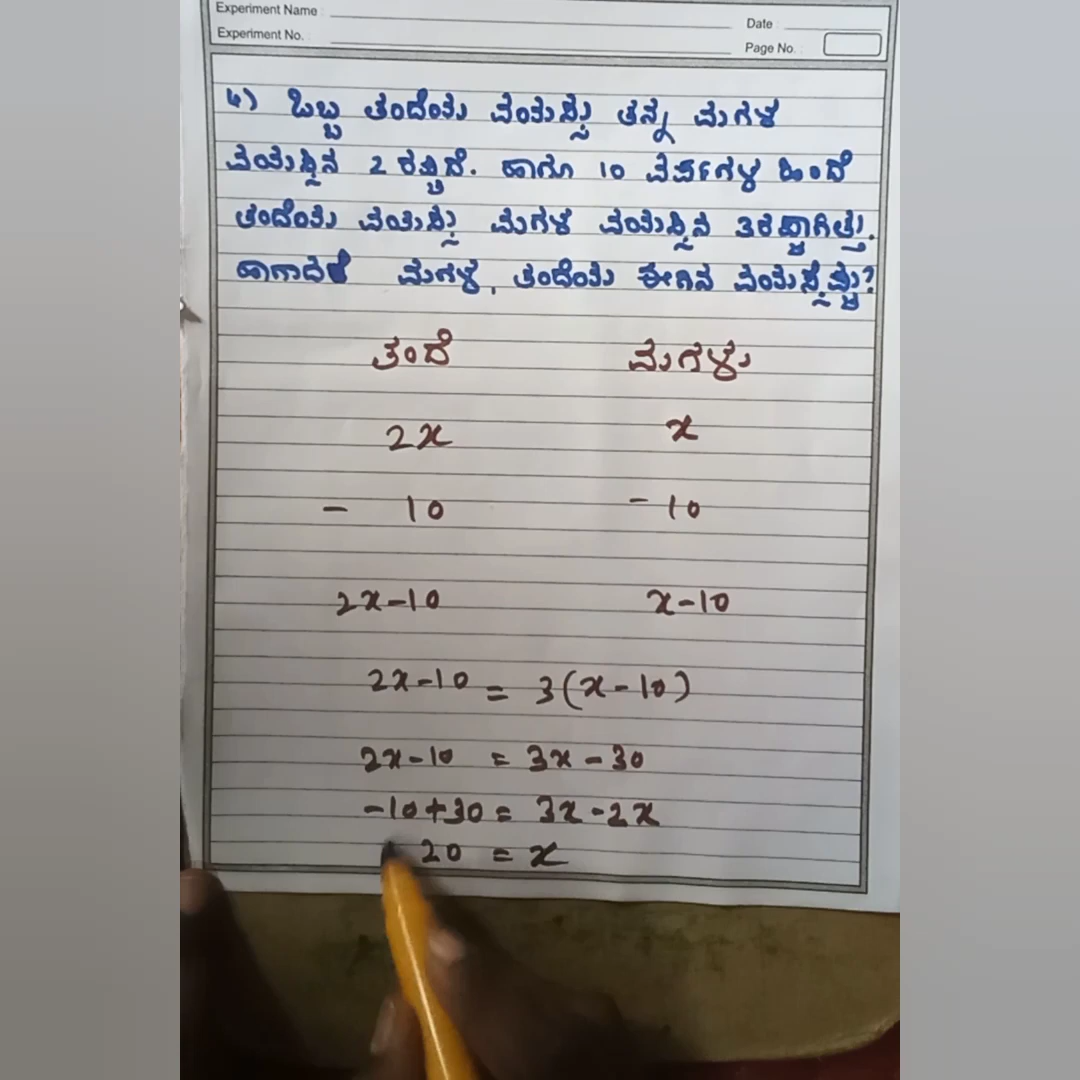 Experiment Name :
Date :
Experiment No. :
Page No. :
4) ಒಬ್ಬ ತಂದೆಯ ವಯಸ್ಸು ತನ್ನ ಮಗಳ
ವಯಸ್ಸಿನ 2 ರಷ್ಟಿದೆ. ಹಾಗೂ 10 ವರ್ಷಗಳ ಹಿಂದೆ
ತಂದೆಯ ವಯಸ್ಸು ಮಗಳ ವಯಸ್ಸಿನ 3ರಷ್ಟಾಗಿತ್ತು.
ಹಾಗಾದರೆ ಮಗಳ, ತಂದೆಯ ಈಗಿನ ವಯಸ್ಸೆಷ್ಟು?
ತಂದೆ ಮಗಳು
2x x
- 10 - 10
2x-10 x-10
2x-10 = 3(x-10)
2x-10 = 3x-30
-10+30 = 3x-2x
20 = x